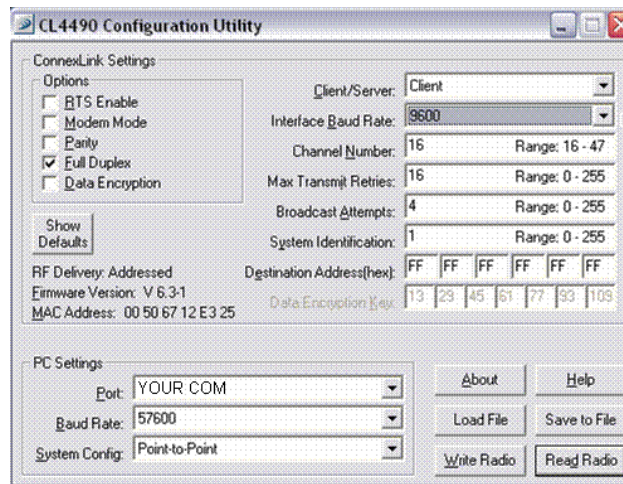 CL4490 Configuration Utility
ConnexLink Settings
Options
RTS Enable
Modem Mode
Parity
Full Duplex
Data Encryption
Show Defaults
RF Delivery: Addressed
Firmware Version: V 6.3-1
MAC Address: 00 50 67 12 E3 25
Client/Server: Client
Interface Baud Rate: 9600
Channel Number: 16 Range: 16 - 47
Max Transmit Retries: 16 Range: 0 - 255
Broadcast Attempts: 4 Range: 0 - 255
System Identification: 1 Range: 0 - 255
Destination Address(hex): FF FF FF FF FF FF
Data Encryption Key: 13 29 45 61 77 93 109
PC Settings
Port: YOUR COM
Baud Rate: 57600
System Config: Point-to-Point
About Help
Load File Save to File
Write Radio Read Radio